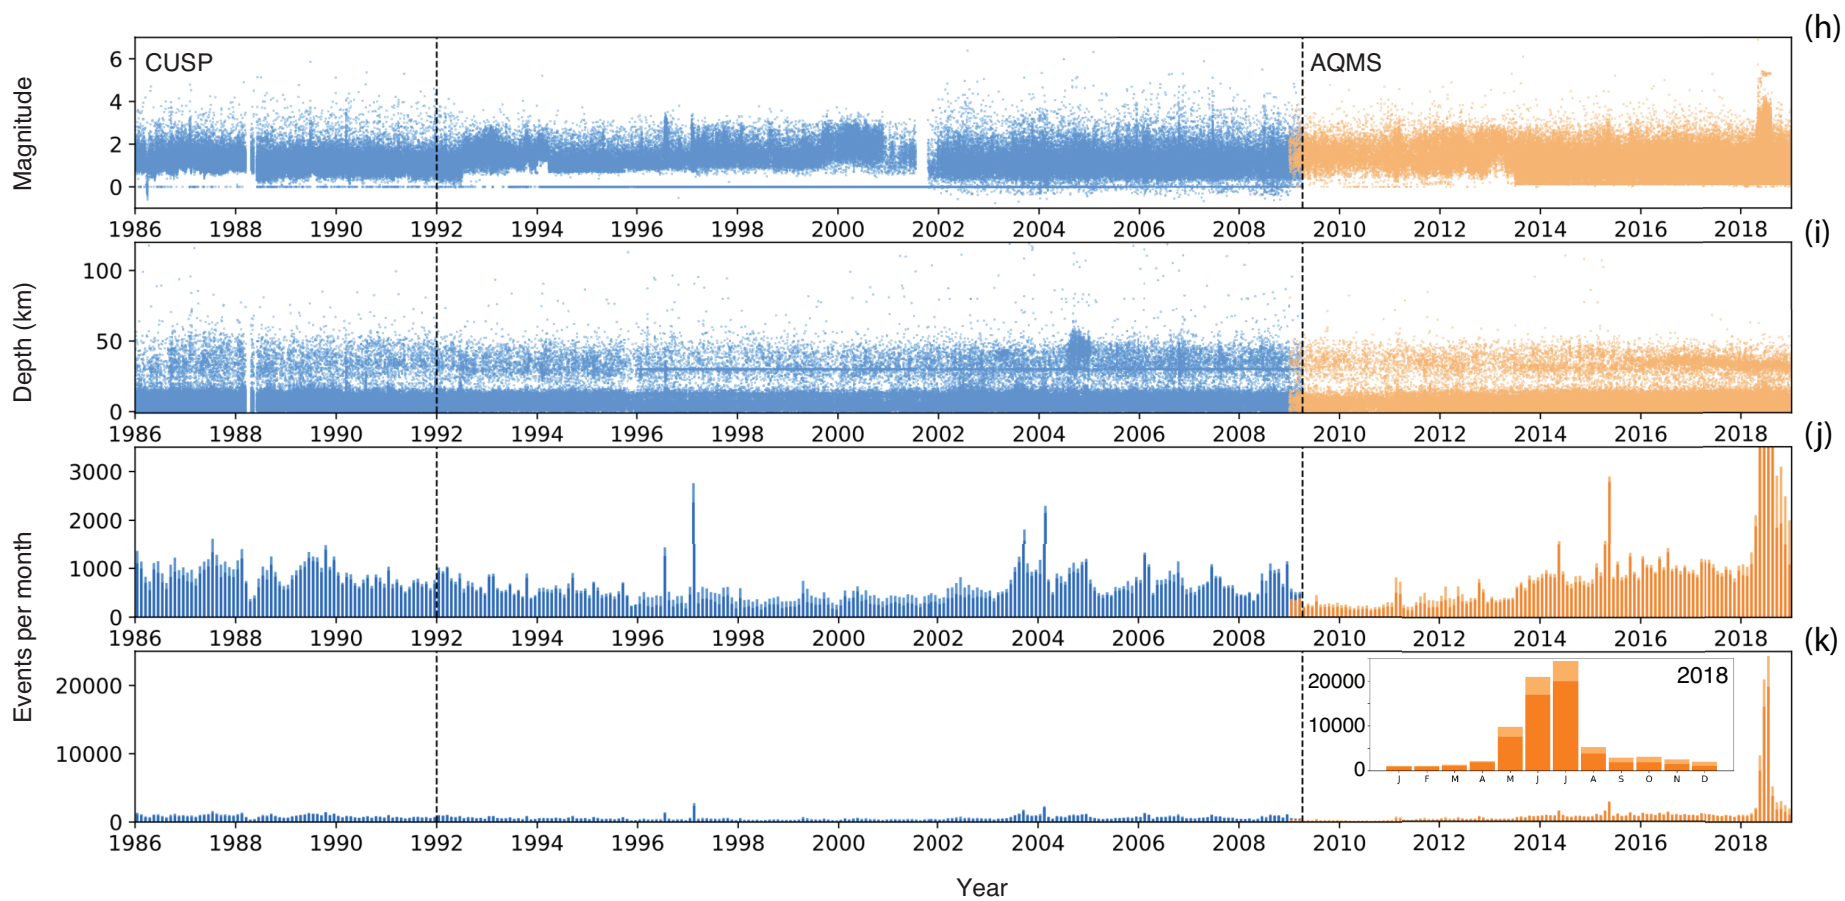 (h)
CUSP
AQMS
Magnitude
6
4
2
0
1986 1988 1990 1992 1994 1996 1998 2000 2002 2004 2006 2008 2010 2012 2014 2016 2018
(i)
Depth (km)
100
50
0
1986 1988 1990 1992 1994 1996 1998 2000 2002 2004 2006 2008 2010 2012 2014 2016 2018
(j)
Events per month
3000
2000
1000
0
1986 1988 1990 1992 1994 1996 1998 2000 2002 2004 2006 2008 2010 2012 2014 2016 2018
(k)
20000
10000
0
2018
20000
10000
0
J F M A M J J A S O N D
1986 1988 1990 1992 1994 1996 1998 2000 2002 2004 2006 2008 2010 2012 2014 2016 2018
Year